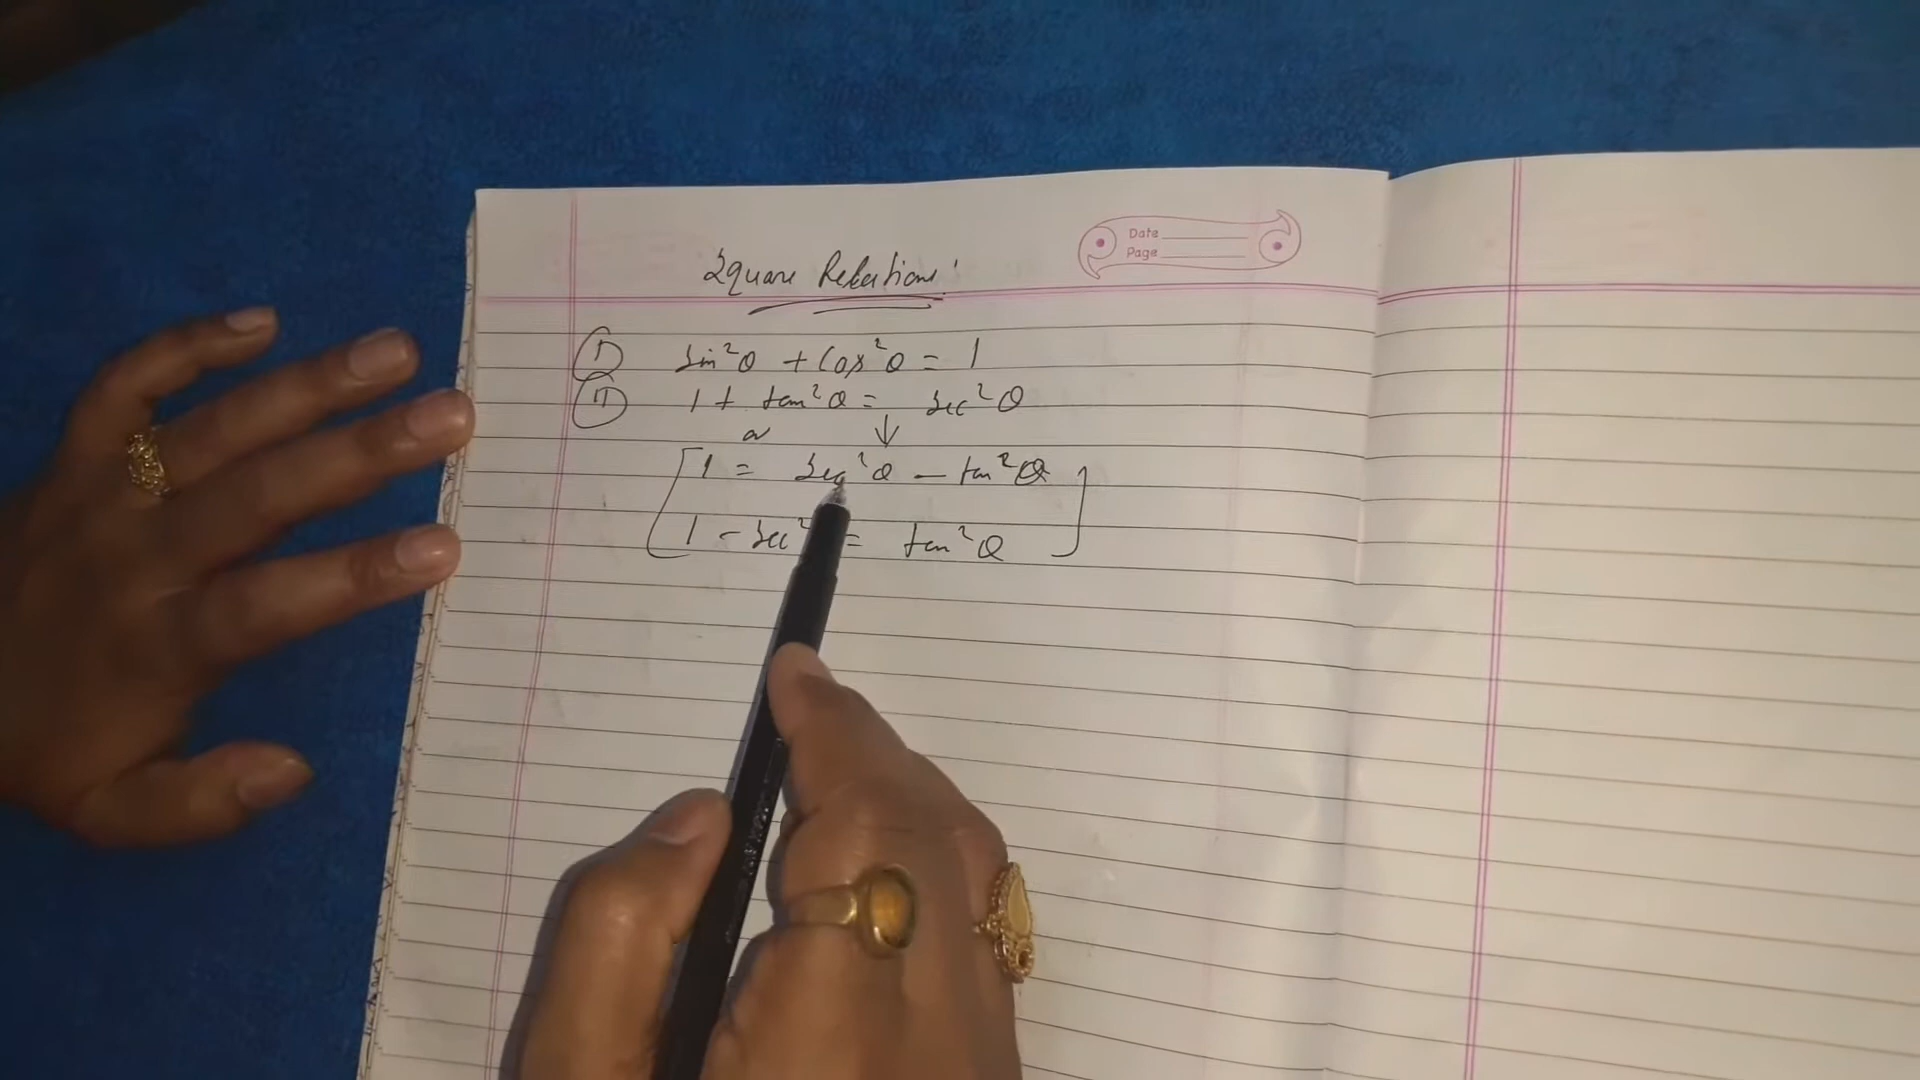 Date
Page
Square Relations:
I sin²θ + Cos²θ = 1
II 1 + tan²θ = sec²θ
or ↓
1 = sec²θ – tan²θ
1 – sec² = tan²θ